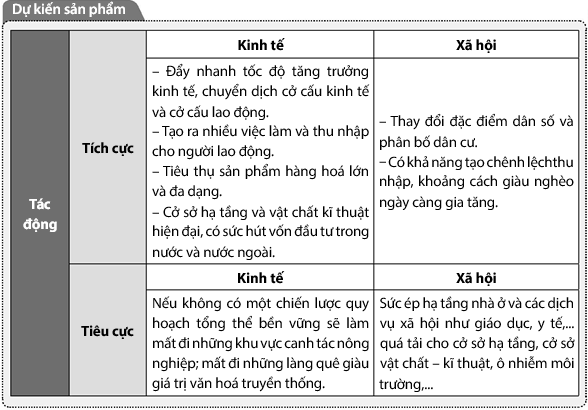 Dự kiến sản phẩm
Tác động
Tích cực
Kinh tế
– Đẩy nhanh tốc độ tăng trưởng
kinh tế, chuyển dịch cở cấu kinh tế
và cở cấu lao động.
– Tạo ra nhiều việc làm và thu nhập
cho người lao động.
– Tiêu thụ sản phẩm hàng hoá lớn
và đa dạng.
– Cở sở hạ tầng và vật chất kĩ thuật
hiện đại, có sức hút vốn đầu tư trong
nước và nước ngoài.
Xã hội
– Thay đổi đặc điểm dân số và
phân bố dân cư.
– Có khả năng tạo chênh lệchthu
nhập, khoảng cách giàu nghèo
ngày càng gia tăng.
Tiêu cực
Kinh tế
Nếu không có một chiến lược quy
hoạch tổng thể bền vững sẽ làm
mất đi những khu vực canh tác nông
nghiệp; mất đi những làng quê giàu
giá trị văn hoá truyền thống.
Xã hội
Sức ép hạ tầng nhà ở và các dịch
vụ xã hội như giáo dục, y tế,...
quá tải cho cở sở hạ tầng, cở sở
vật chất – kĩ thuật, ô nhiễm môi
trường,...